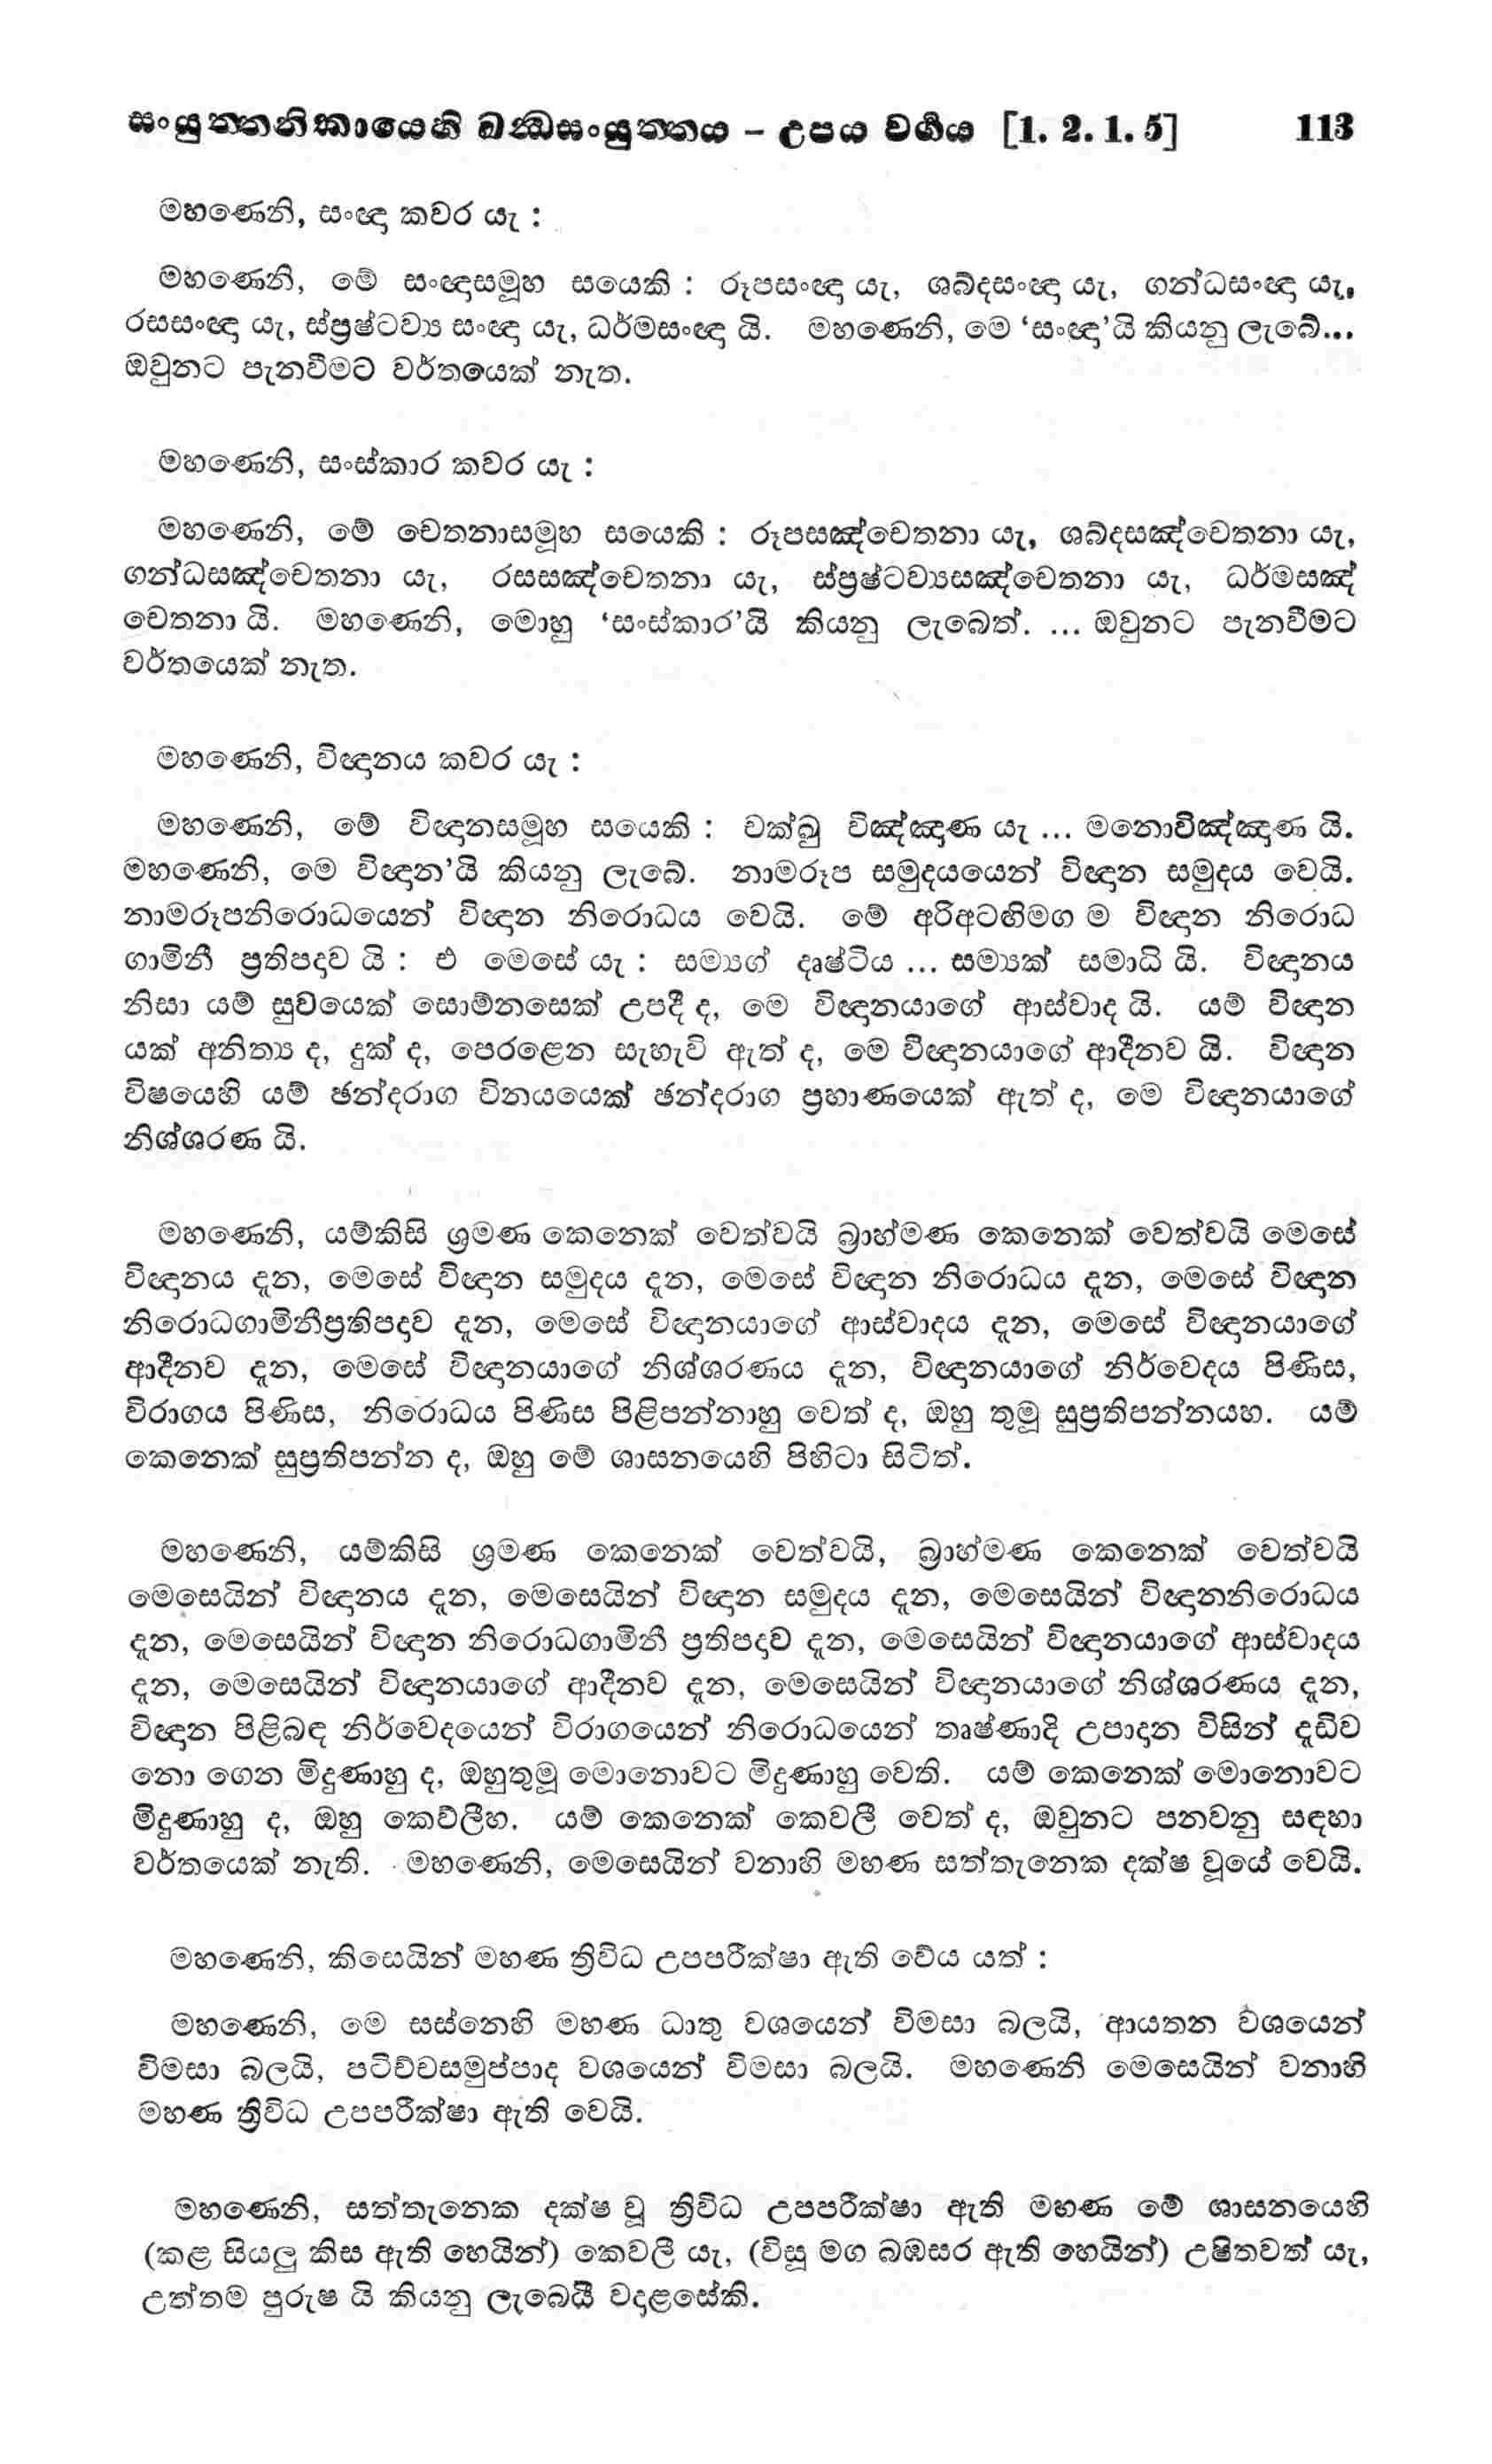 සංයුත්තනිකායෙහි ඛන්ධසංයුත්තය – උපය වර්‍ගය [1. 2. 1. 5] 113
මහණෙනි, සංඥා කවර යැ :
මහණෙනි, මේ සංඥාසමූහ සයෙකි : රූපසංඥා යැ, ශබ්දසංඥා යැ, ගන්ධසංඥා යැ,
රසසංඥා යැ, ස්ප්‍රෂ්ටව්‍ය සංඥා යැ, ධර්මසංඥා යි. මහණෙනි, මෙ ‘සංඥා’යි කියනු ලැබේ...
ඔවුනට පැනවීමට වර්තයෙක් නැත.
මහණෙනි, සංස්කාර කවර යැ :
මහණෙනි, මේ චෙතනාසමූහ සයෙකි : රූපසඤ්චෙතනා යැ, ශබ්දසඤ්චෙතනා යැ,
ගන්ධසඤ්චෙතනා යැ, රසසඤ්චෙතනා යැ, ස්ප්‍රෂ්ටව්‍යසඤ්චෙතනා යැ, ධර්මසඤ්
චෙතනා යි. මහණෙනි, මොහු ‘සංස්කාර’යි කියනු ලැබෙත්. ... ඔවුනට පැනවීමට
වර්තයෙක් නැත.
මහණෙනි, විඥානය කවර යැ :
මහණෙනි, මේ විඥානසමූහ සයෙකි : චක්ඛු විඤ්ඤාණ යැ ... මනොවිඤ්ඤාණ යි.
මහණෙනි, මෙ විඥාන’යි කියනු ලැබේ. නාමරූප සමුදයයෙන් විඥාන සමුදය වෙයි.
නාමරූපනිරොධයෙන් විඥාන නිරොධය වෙයි. මේ අරිඅටඟිමග ම විඥාන නිරොධ
ගාමිනී ප්‍රතිපදාව යි : එ මෙසේ යැ : සම්‍යග් දෘෂ්ටිය ... සම්‍යක් සමාධි යි. විඥානය
නිසා යම් සුවයෙක් සොම්නසෙක් උපදී ද, මෙ විඥානයාගේ ආස්වාද යි. යම් විඥාන
යක් අනිත්‍ය ද, දුක් ද, පෙරළෙන සැහැවි ඇත් ද, මෙ විඥානයාගේ ආදීනව යි. විඥාන
විෂයෙහි යම් ඡන්දරාග විනයයෙක් ඡන්දරාග ප්‍රහාණයෙක් ඇත් ද, මෙ විඥානයාගේ
නිශ්ශරණ යි.
මහණෙනි, යම්කිසි ශ්‍රමණ කෙනෙක් වෙත්වයි බ්‍රාහ්මණ කෙනෙක් වෙත්වයි මෙසේ
විඥානය දැන, මෙසේ විඥාන සමුදය දැන, මෙසේ විඥාන නිරොධය දැන, මෙසේ විඥාන
නිරොධගාමිනීප්‍රතිපදාව දැන, මෙසේ විඥානයාගේ ආස්වාදය දැන, මෙසේ විඥානයාගේ
ආදීනව දැන, මෙසේ විඥානයාගේ නිශ්ශරණය දැන, විඥානයාගේ නිර්වෙදය පිණිස,
විරාගය පිණිස, නිරොධය පිණිස පිළිපන්නාහු වෙත් ද, ඔහු තුමූ සුප්‍රතිපන්නයහ. යම්
කෙනෙක් සුප්‍රතිපන්න ද, ඔහු මේ ශාසනයෙහි පිහිටා සිටිත්.
මහණෙනි, යම්කිසි ශ්‍රමණ කෙනෙක් වෙත්වයි, බ්‍රාහ්මණ කෙනෙක් වෙත්වයි
මෙසෙයින් විඥානය දැන, මෙසෙයින් විඥාන සමුදය දැන, මෙසෙයින් විඥානනිරොධය
දැන, මෙසෙයින් විඥාන නිරොධගාමිනී ප්‍රතිපදාව දැන, මෙසෙයින් විඥානයාගේ ආස්වාදය
දැන, මෙසෙයින් විඥානයාගේ ආදීනව දැන, මෙසෙයින් විඥානයාගේ නිශ්ශරණය දැන,
විඥාන පිළිබඳ නිර්වෙදයෙන් විරාගයෙන් නිරොධයෙන් තෘෂ්ණාදි උපාදාන විසින් දැඩිව
නො ගෙන මිදුණාහු ද, ඔහුතුමූ මොනොවට මිදුණාහු වෙති. යම් කෙනෙක් මොනොවට
මිදුණාහු ද, ඔහු කෙවලීහ. යම් කෙනෙක් කෙවලී වෙත් ද, ඔවුනට පනවනු සඳහා
වර්තයෙක් නැති. මහණෙනි, මෙසෙයින් වනාහි මහණ සත්තැනෙක දක්ෂ වූයේ වෙයි.
මහණෙනි, කිසෙයින් මහණ ත්‍රිවිධ උපපරීක්ෂා ඇති වේය යත් :
මහණෙනි, මෙ සස්නෙහි මහණ ධාතු වශයෙන් විමසා බලයි, ආයතන වශයෙන්
විමසා බලයි, පටිච්චසමුප්පාද වශයෙන් විමසා බලයි. මහණෙනි මෙසෙයින් වනාහි
මහණ ත්‍රිවිධ උපපරීක්ෂා ඇති වෙයි.
මහණෙනි, සත්තැනෙක දක්ෂ වූ ත්‍රිවිධ උපපරීක්ෂා ඇති මහණ මේ ශාසනයෙහි
(කළ සියලු කිස ඇති හෙයින්) කෙවලී යැ, (විසූ මග බඹසර ඇති හෙයින්) උෂිතවත් යැ,
උත්තම පුරුෂ යි කියනු ලැබෙයී වදාළසේකි.